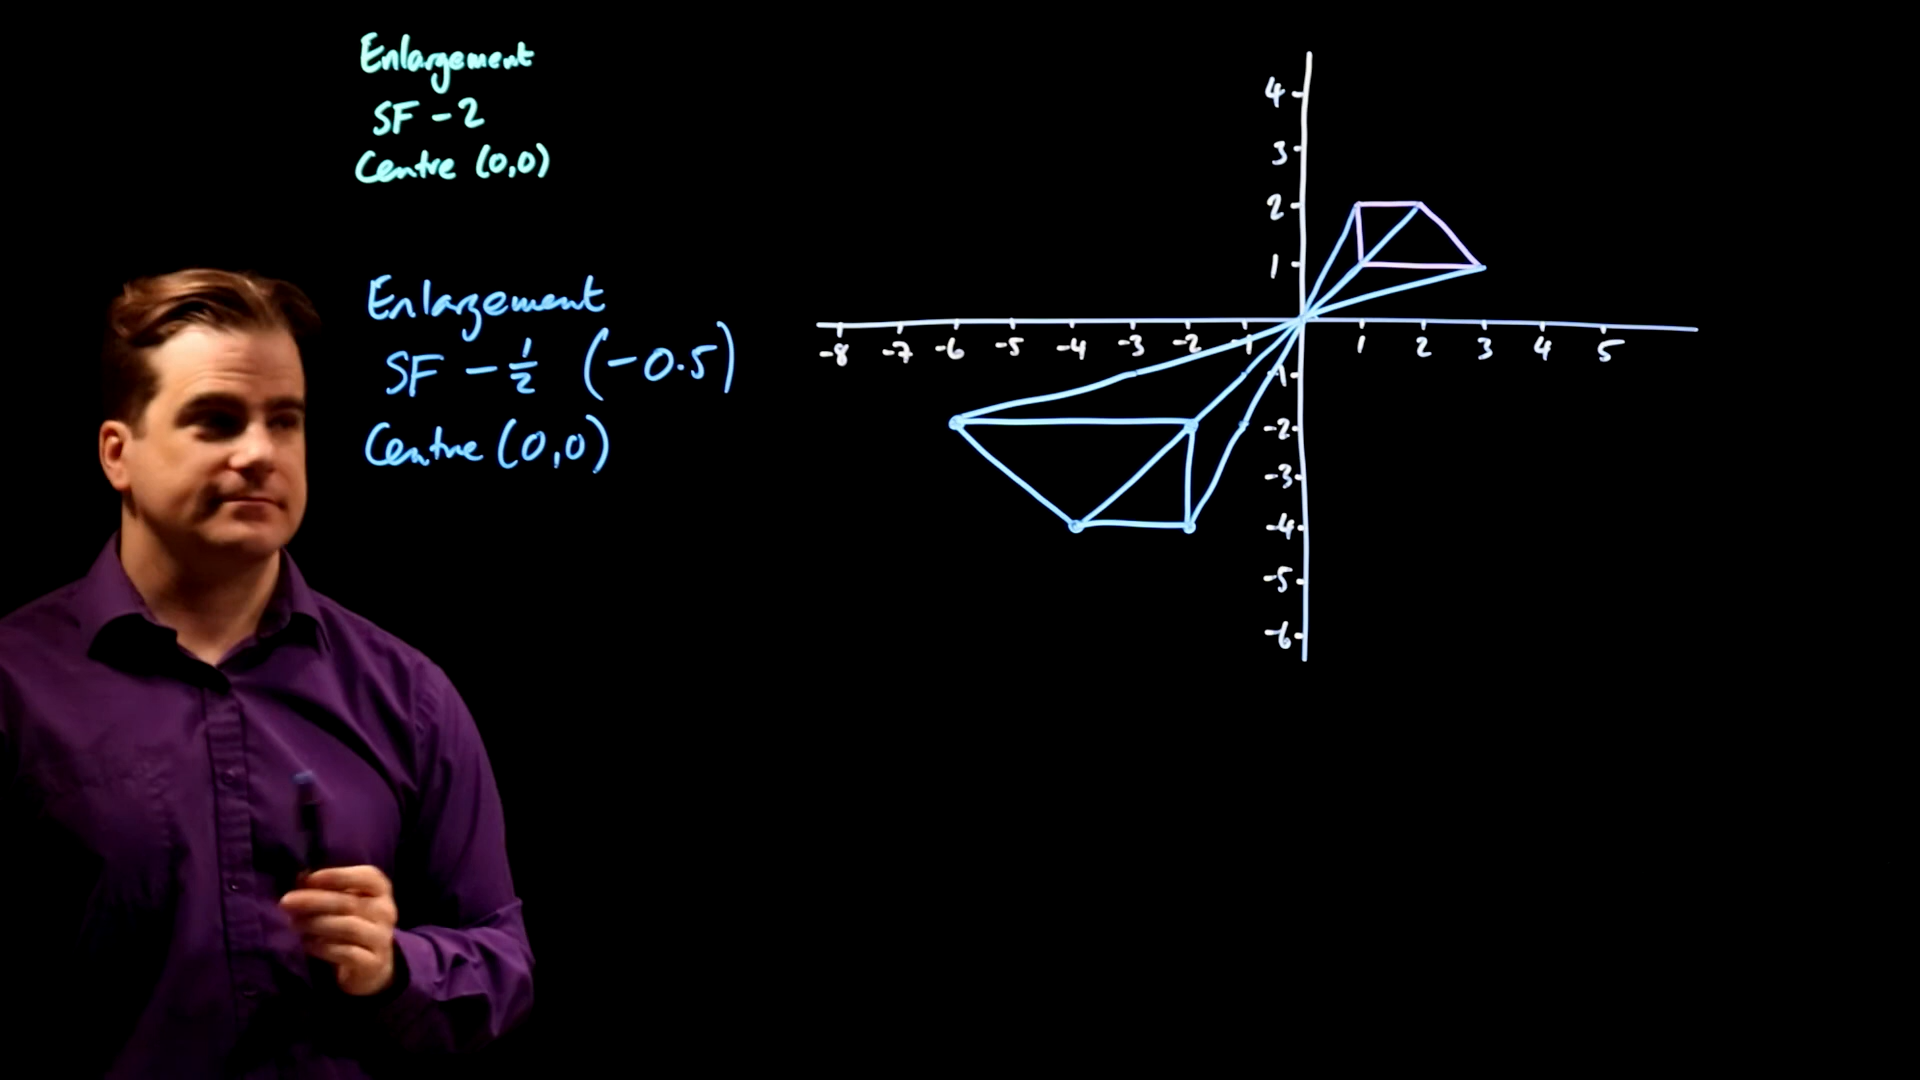 Enlargement
SF -2
Centre (0,0)
Enlargement
SF -1/2 (-0.5)
Centre (0,0)
4
3
2
1
-8 -7 -6 -5 -4 -3 -2 -1 1 2 3 4 5
-1
-2
-3
-4
-5
-6